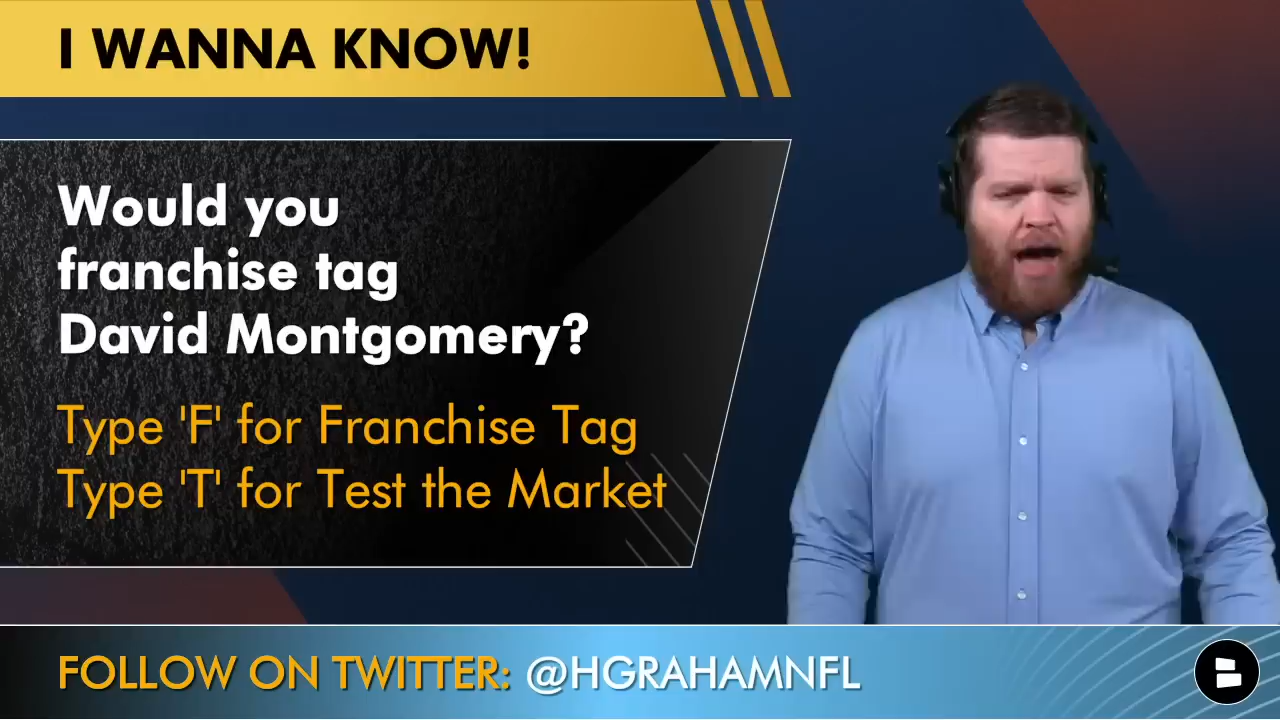 I WANNA KNOW!
Would you
franchise tag
David Montgomery?
Type 'F' for Franchise Tag
Type 'T' for Test the Market
FOLLOW ON TWITTER: @HGRAHAMNFL